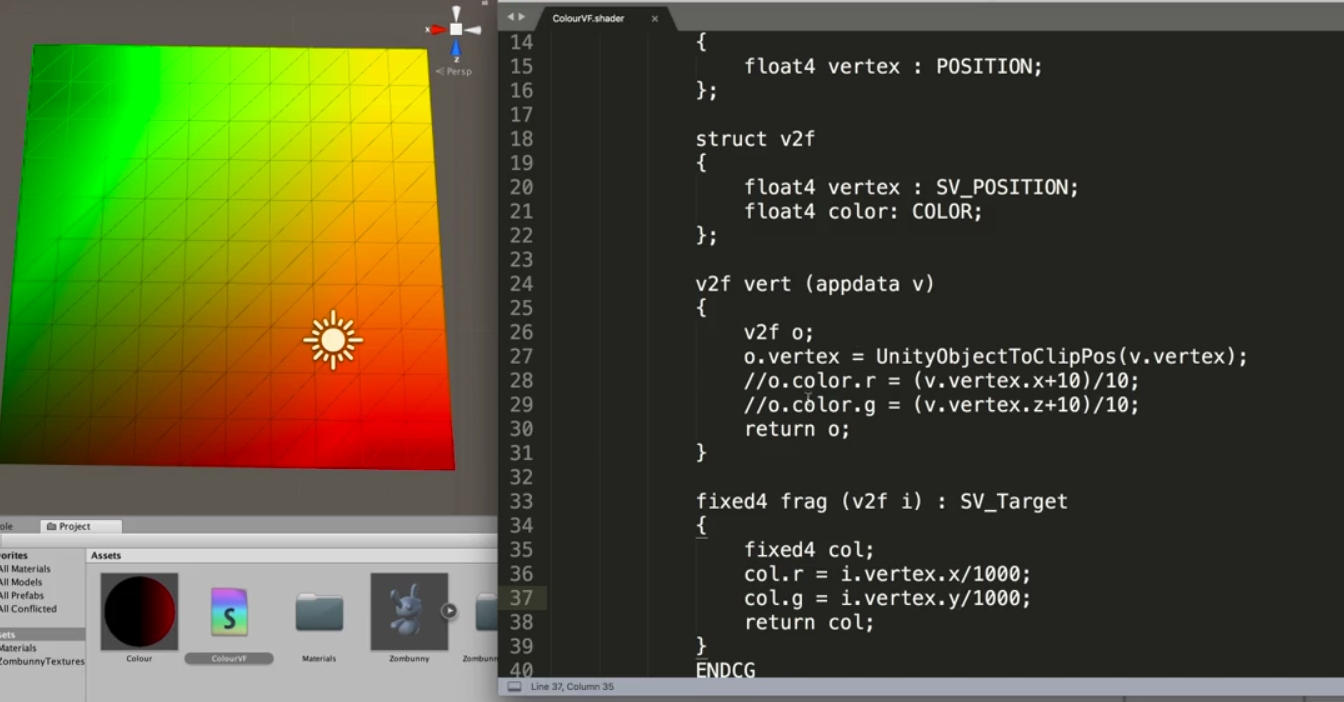 x
z
Persp
ole
Project
vorites
All Materials
All Models
All Prefabs
All Conflicted
sets
Materials
ZombunnyTextures
Assets
Colour
S
ColourVF
Materials
Zombunny
Zombunn
ColourVF.shader ×
14 {
15 float4 vertex : POSITION;
16 };
17
18 struct v2f
19 {
20 float4 vertex : SV_POSITION;
21 float4 color: COLOR;
22 };
23
24 v2f vert (appdata v)
25 {
26 v2f o;
27 o.vertex = UnityObjectToClipPos(v.vertex);
28 //o.color.r = (v.vertex.x+10)/10;
29 //o.color.g = (v.vertex.z+10)/10;
30 return o;
31 }
32
33 fixed4 frag (v2f i) : SV_Target
34 {
35 fixed4 col;
36 col.r = i.vertex.x/1000;
37 col.g = i.vertex.y/1000;
38 return col;
39 }
40 ENDCG
Line 37, Column 35